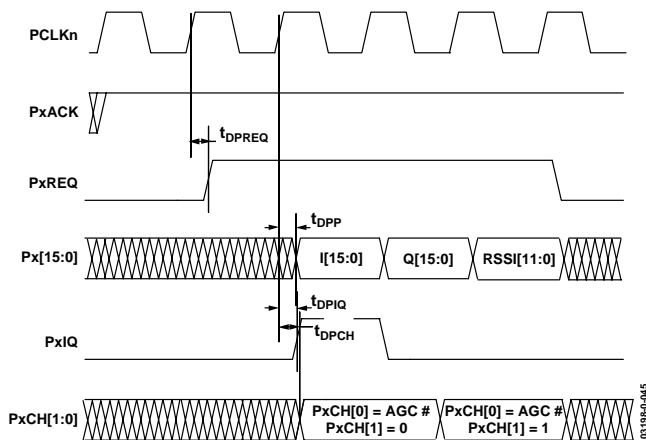 PCLKn
PxACK
tDPREQ
PxREQ
tDPP
Px[15:0]
I[15:0]
Q[15:0]
RSSI[11:0]
tDPIQ
tDPCH
PxIQ
PxCH[1:0]
PxCH[0] = AGC #
PxCH[1] = 0
PxCH[0] = AGC #
PxCH[1] = 1
03198-0-045